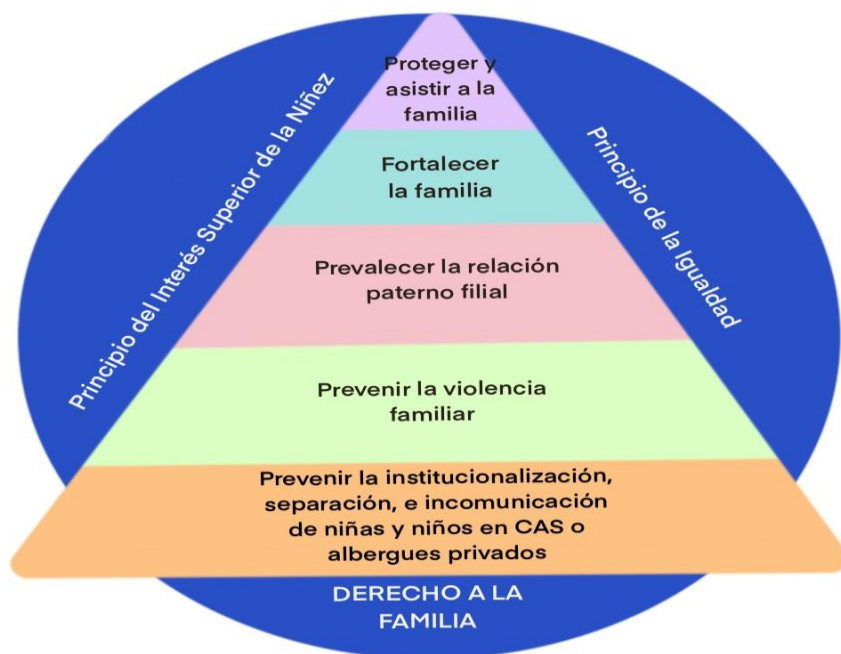 Proteger y
asistir a la
familia
Fortalecer
la familia
Prevalecer la relación
paterno filial
Prevenir la violencia
familiar
Prevenir la institucionalización,
separación, e incomunicación
de niñas y niños en CAS o
albergues privados
Principio del Interés Superior de la Niñez
Principio de la Igualdad
DERECHO A LA
FAMILIA